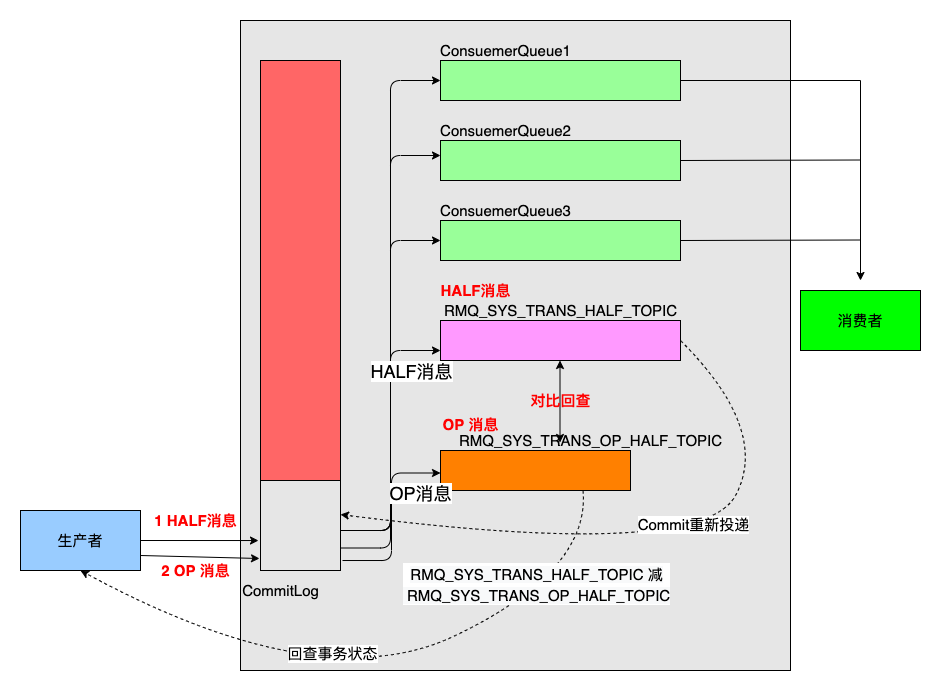 ConsuemerQueue1
ConsuemerQueue2
ConsuemerQueue3
HALF消息
RMQ_SYS_TRANS_HALF_TOPIC
消费者
HALF消息
对比回查
OP 消息
RMQ_SYS_TRANS_OP_HALF_TOPIC
OP消息
1 HALF消息
Commit重新投递
生产者
2 OP 消息
RMQ_SYS_TRANS_HALF_TOPIC 减
RMQ_SYS_TRANS_OP_HALF_TOPIC
CommitLog
回查事务状态